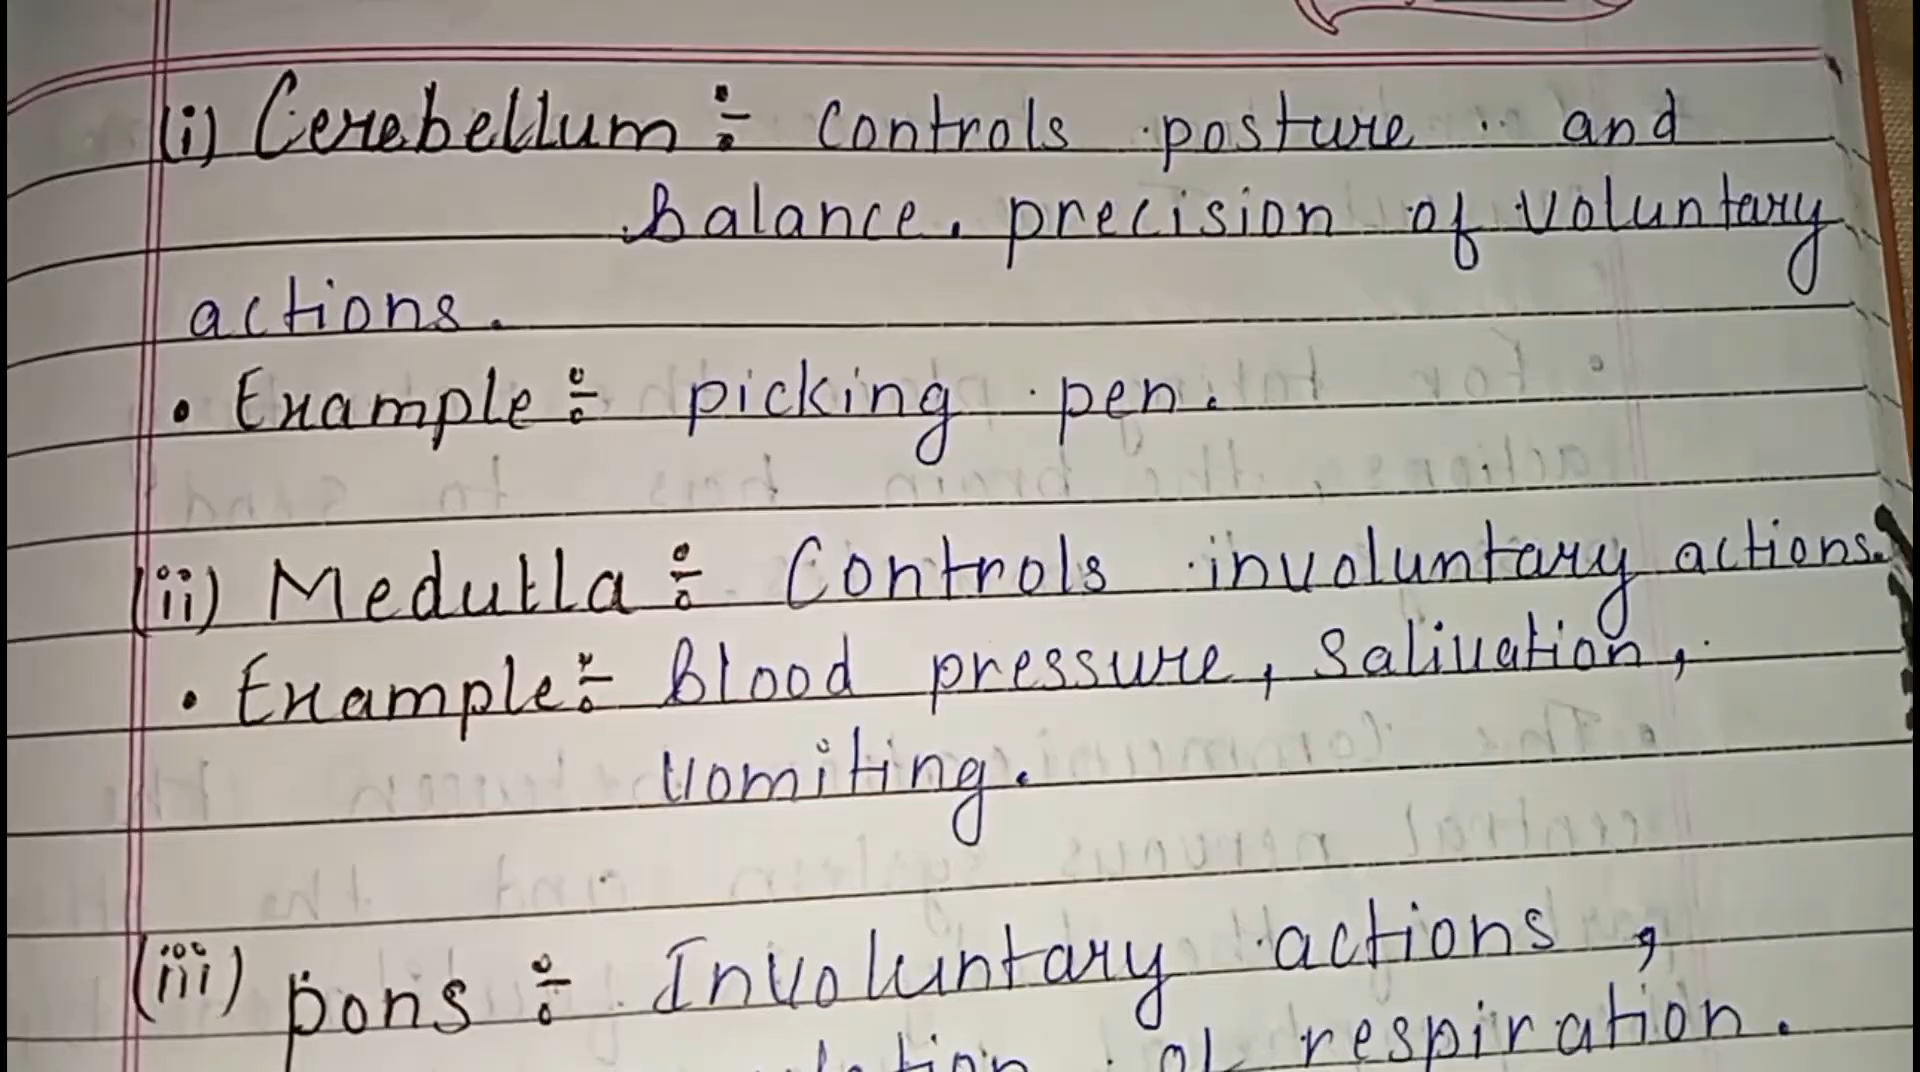 (i) Cerebellum ÷ controls posture and
balance. precision of voluntary
actions.
• Example ÷ picking pen.
(ii) Medulla ÷ Controls involuntary actions.
• Example ÷ Blood pressure, Salivation,
vomiting.
(iii) pons ÷ Involuntary actions,
of respiration.